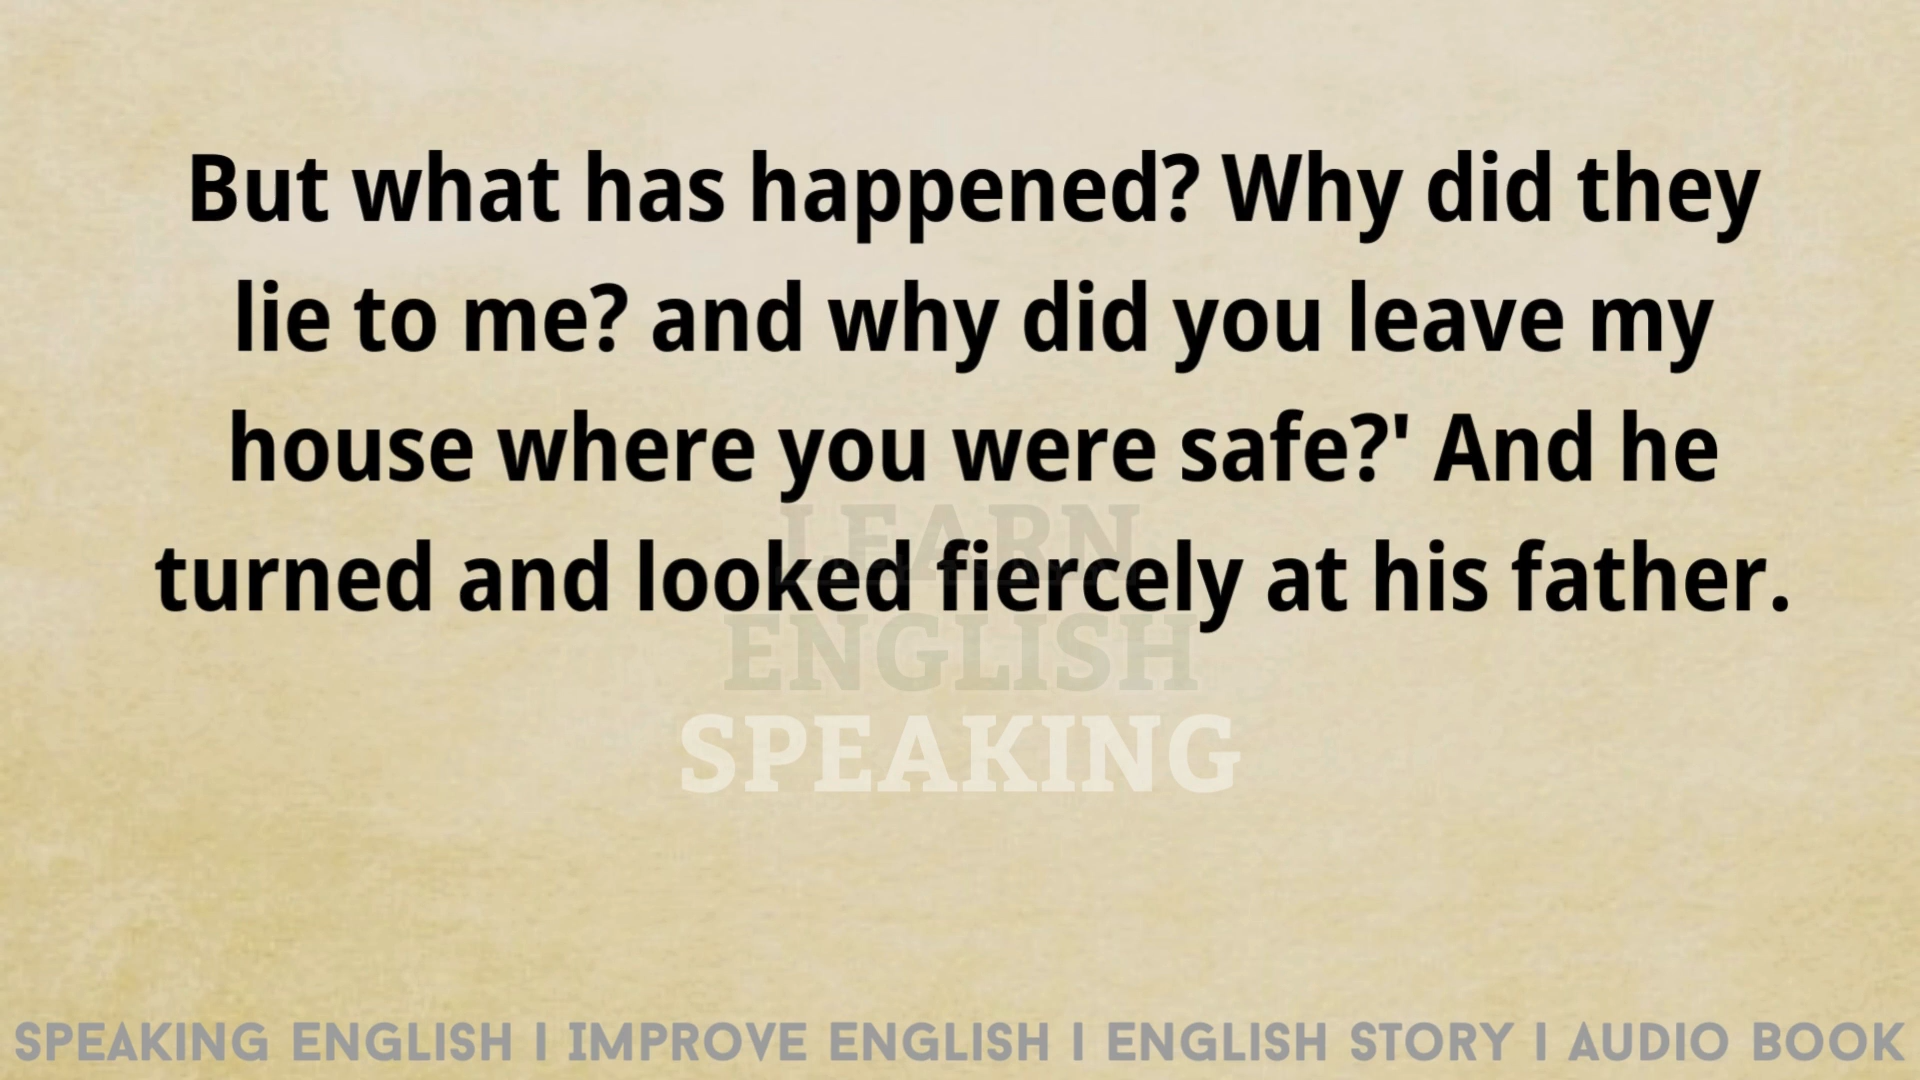 But what has happened? Why did they
lie to me? and why did you leave my
house where you were safe?' And he
turned and looked fiercely at his father.
LEARN
ENGLISH
SPEAKING
SPEAKING ENGLISH I IMPROVE ENGLISH I ENGLISH STORY I AUDIO BOOK